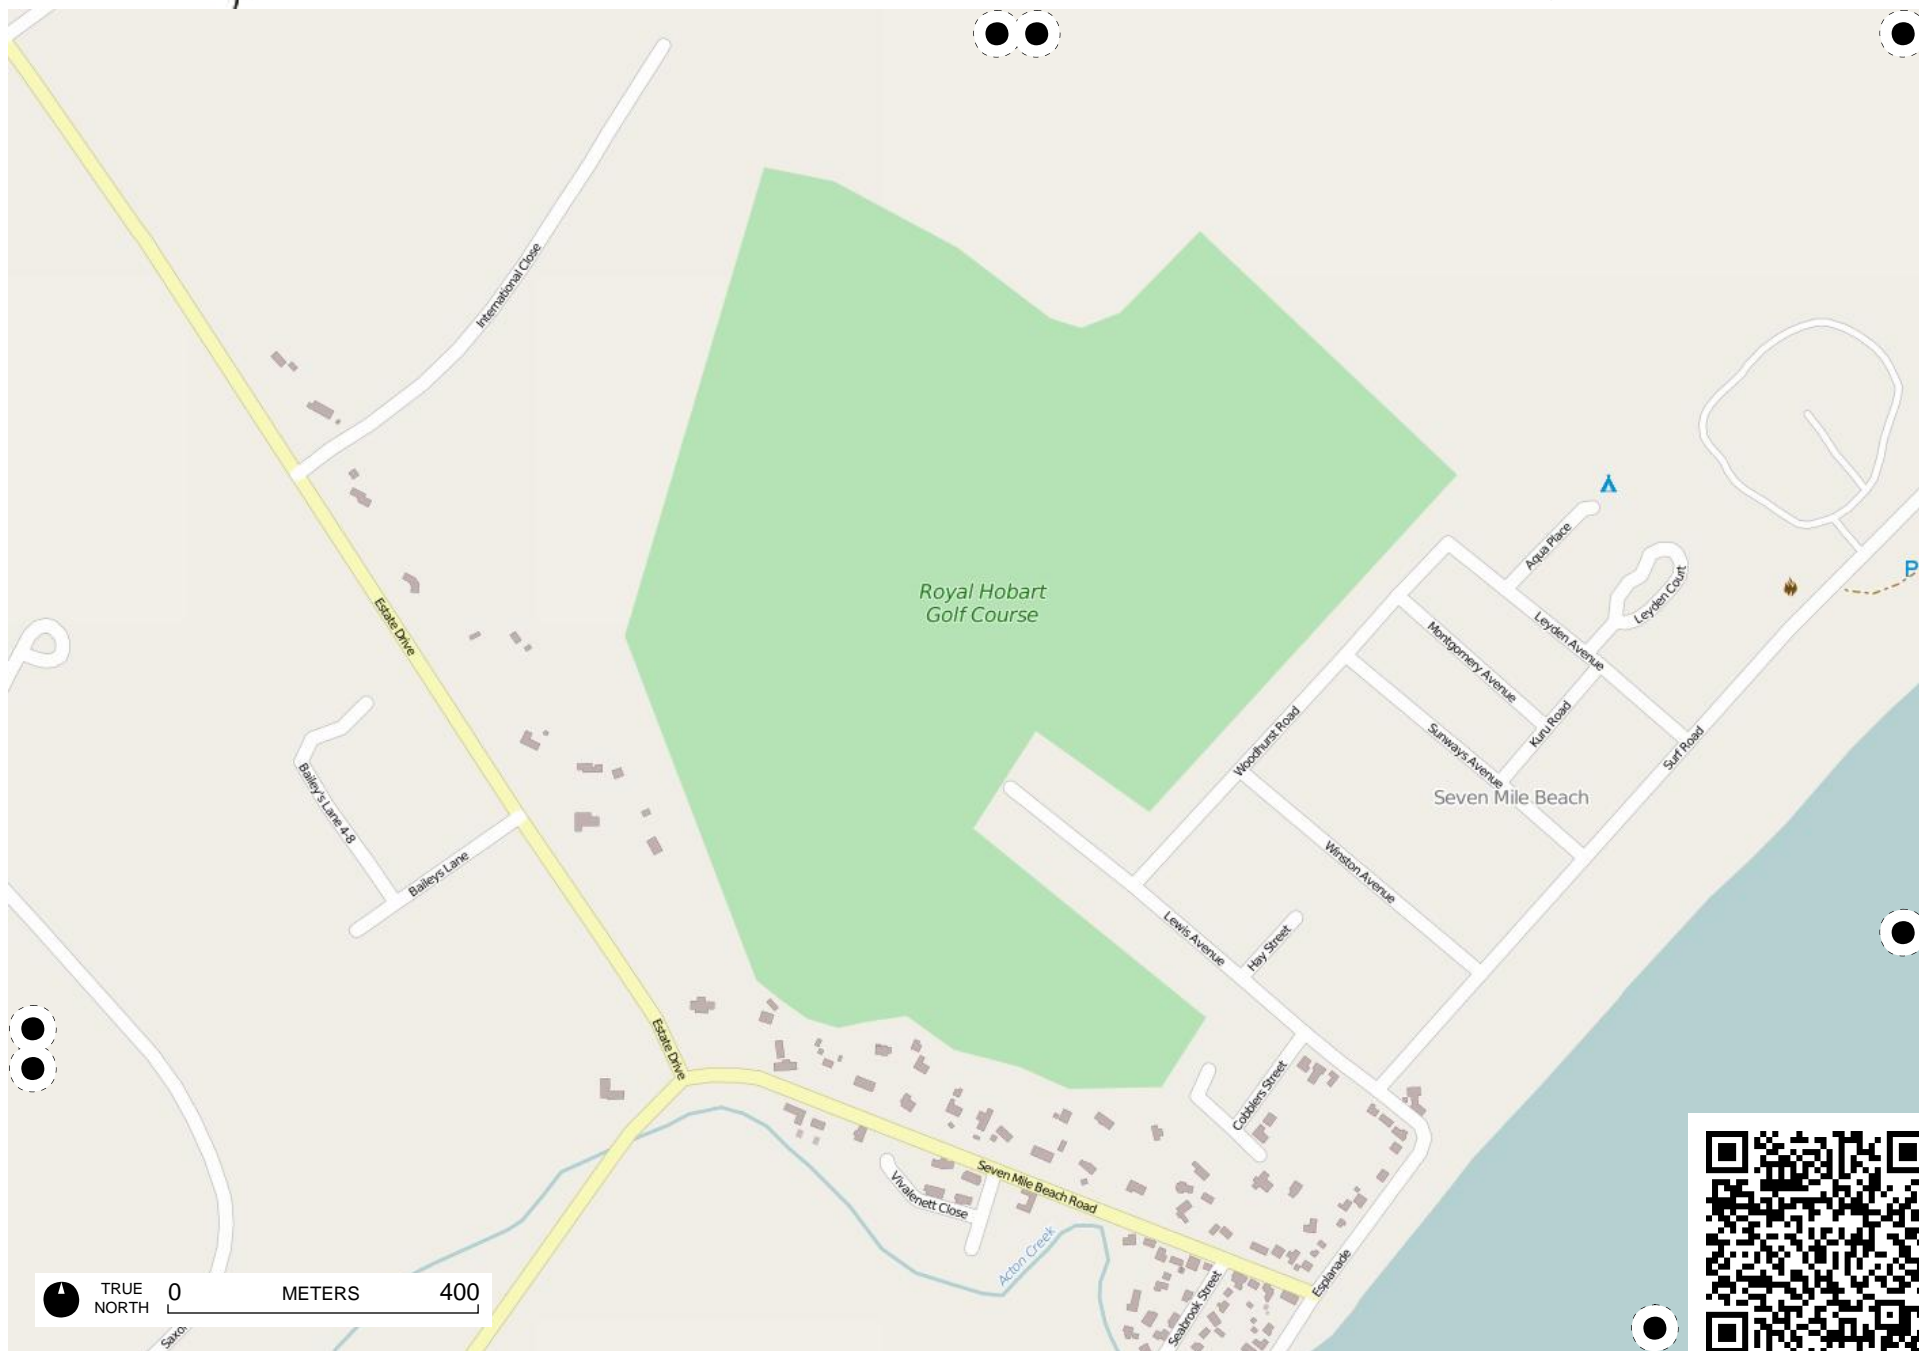 International Close
Aqua Place
Leyden Court
P
Royal Hobart
Golf Course
Estate Drive
Leyden Avenue
Montgomery Avenue
Kuru Road
Woodhurst Road
Sunways Avenue
Surf Road
Seven Mile Beach
Bailey's Lane 4-8
Baileys Lane
Winston Avenue
Lewis Avenue
Hay Street
Estate Drive
Cobblers Street
Seven Mile Beach Road
Vivalenett Close
Acton Creek
Esplanade
Seabrook Street
TRUE
NORTH
0 METERS 400